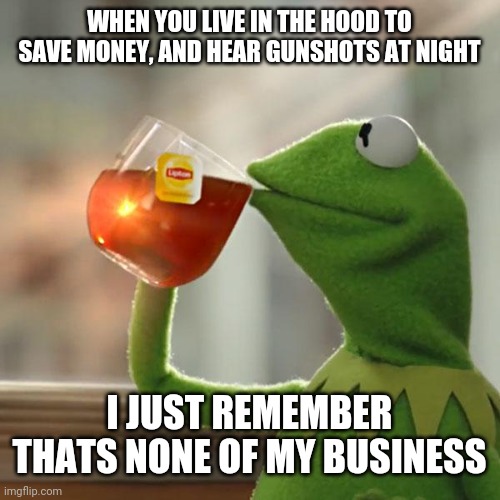 WHEN YOU LIVE IN THE HOOD TO
SAVE MONEY, AND HEAR GUNSHOTS AT NIGHT
Lipton
I JUST REMEMBER
THATS NONE OF MY BUSINESS
imgflip.com